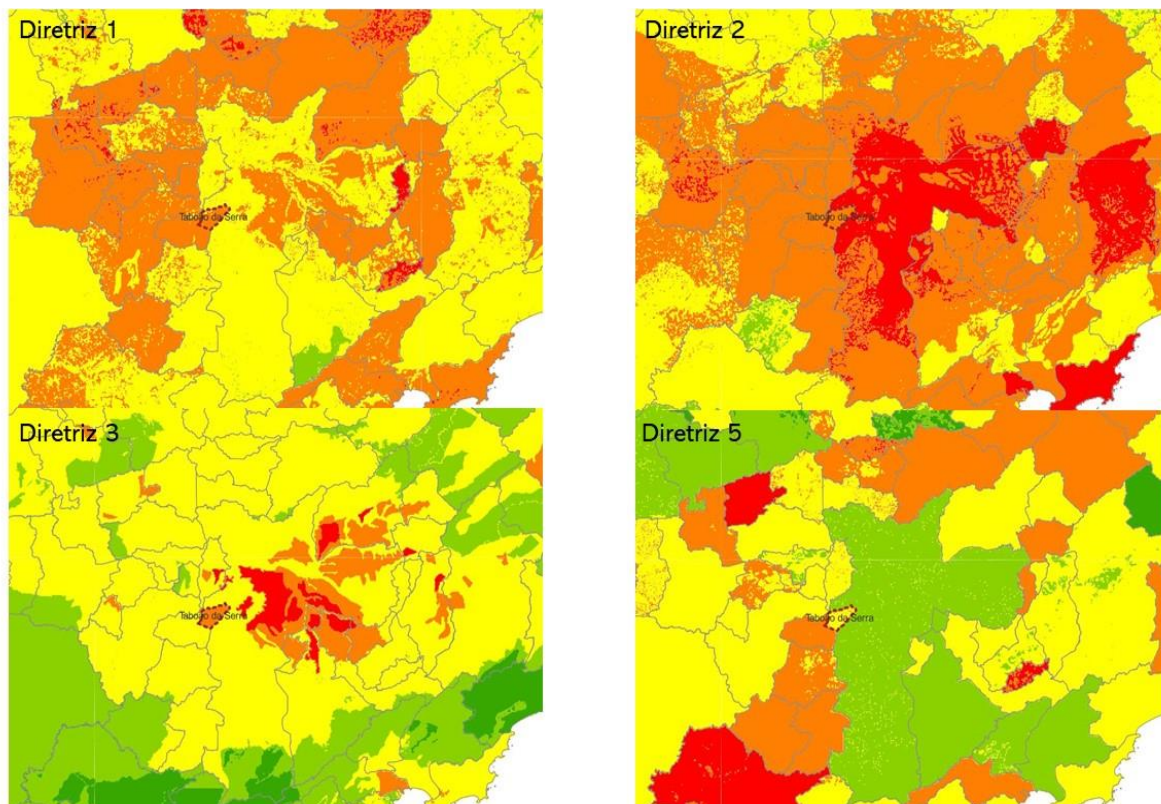 Diretriz 1
Diretriz 2
Taboão da Serra
Taboão da Serra
Diretriz 3
Diretriz 5
Taboão da Serra
Taboão da Serra